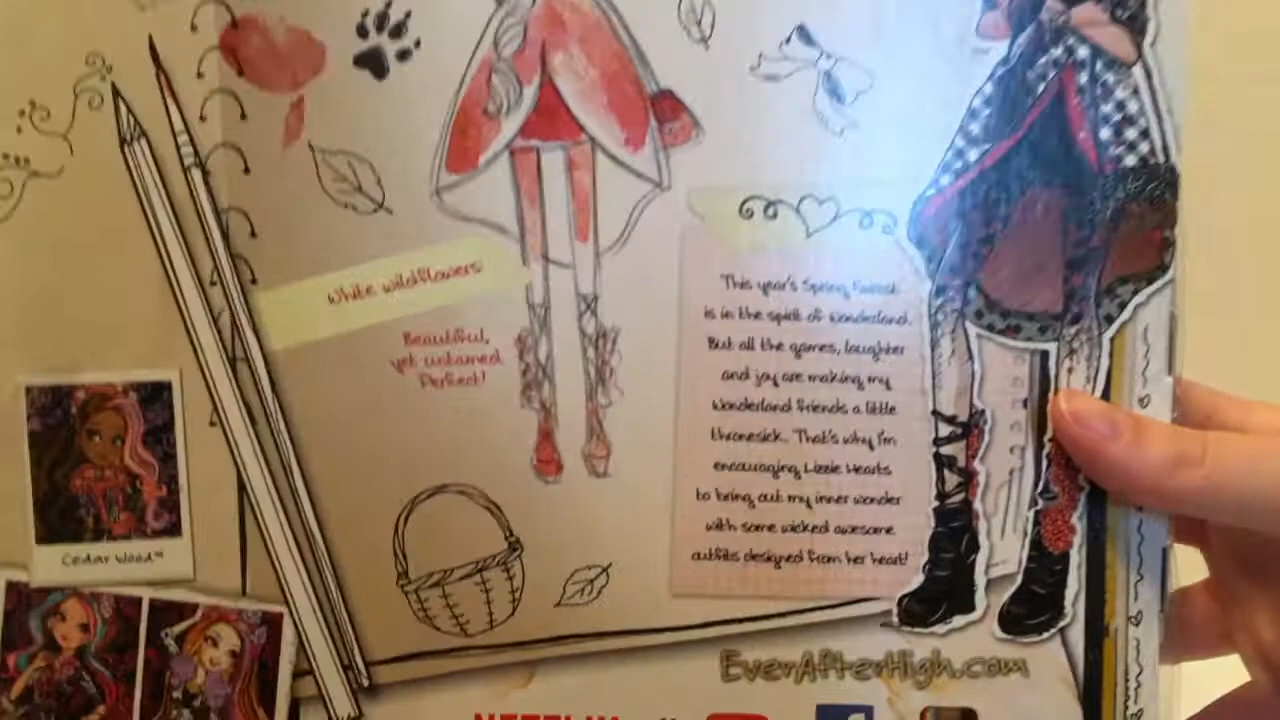 White wildflowers
Beautiful,
yet untamed
Perfect!
This year's Spring
is in the spirit of wonderland.
But all the games, laughter
and joy are making my
wonderland friends a little
thronesick. That's why I'm
encouraging Lizzie Hearts
to bring out my inner wonder
with some wicked awesome
outfits designed from her heart!
Cedar Wood™
EverAfterHigh.com
NETFLIX